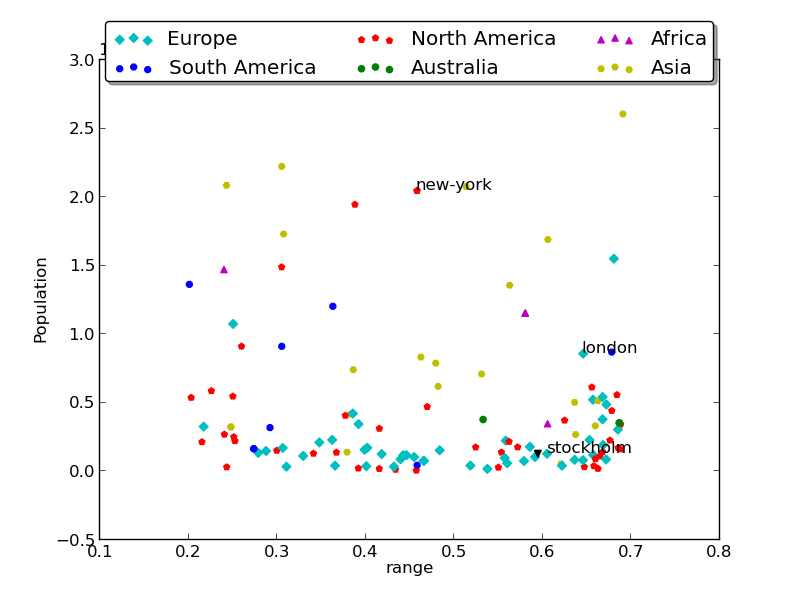 Europe North America Africa
South America Australia Asia
1
3.0
2.5
new-york
2.0
1.5
Population
1.0
london
0.5
stockholm
0.0
−0.5
0.1 0.2 0.3 0.4 0.5 0.6 0.7 0.8
range